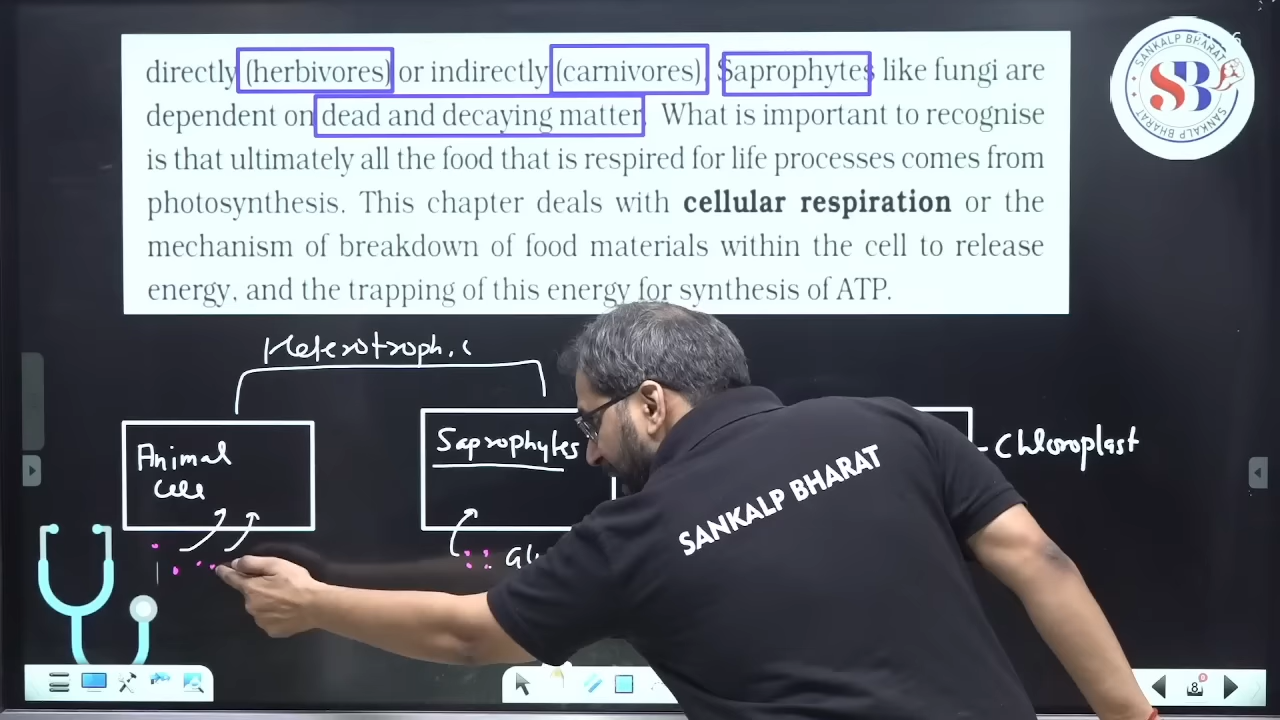 directly (herbivores) or indirectly (carnivores). Saprophytes like fungi are
dependent on dead and decaying matter. What is important to recognise
is that ultimately all the food that is respired for life processes comes from
photosynthesis. This chapter deals with cellular respiration or the
mechanism of breakdown of food materials within the cell to release
energy, and the trapping of this energy for synthesis of ATP.
SANKALP BHARAT
SB
SANKALP BHARAT
Heterotrophic
Animal
Cell
Saprophytes
Chloroplast
SANKALP BHARAT
8